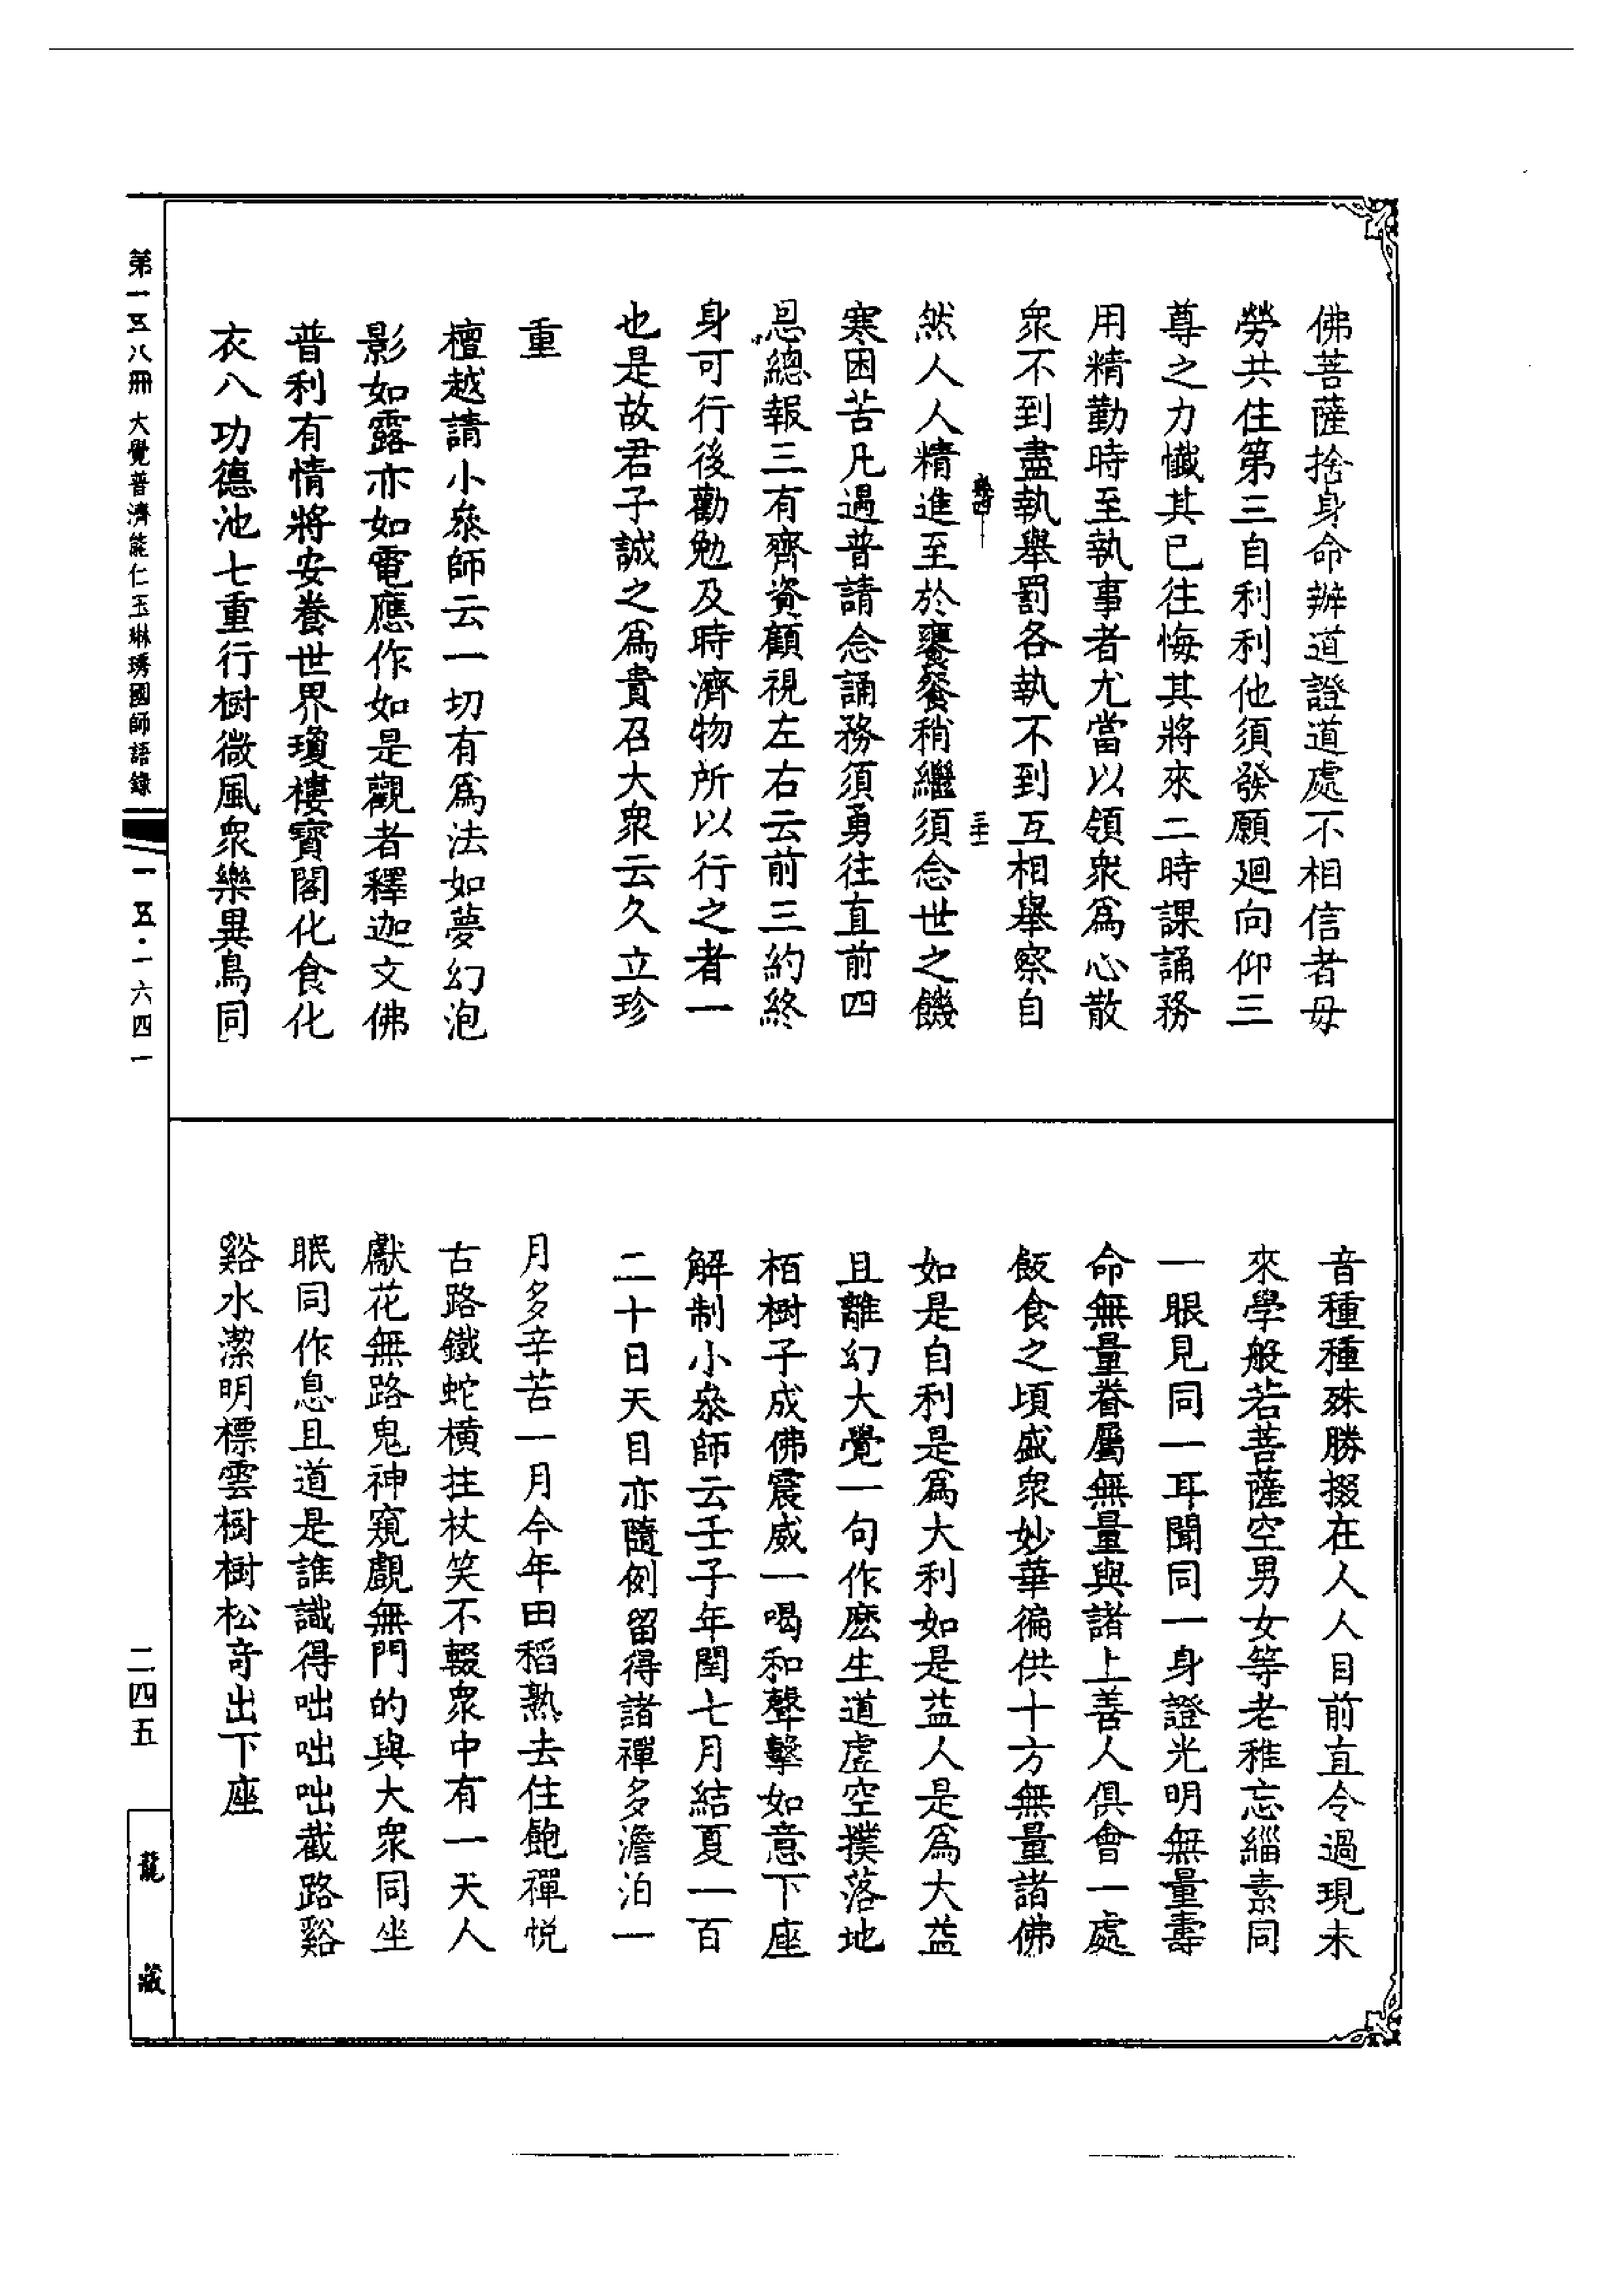 佛菩薩捨身命辦道證道處不相信者毋
勞共住第三自利利他須發願迴向仰三
尊之力懺其已往悔其將來二時課誦務
用精勤時至執事者尤當以領衆爲心散
衆不到盡執舉罰各執不到互相舉察自
然人人精進至於饔餐稍繼須念世之饑
寒困苦凡遇普請念誦務須勇往直前四
恩總報三有齊資顧視左右云前三約終
身可行後勸勉及時濟物所以行之者一
也是故君子誠之爲貴召大衆云久立珍
重
檀越請小叅師云一切有爲法如夢幻泡
影如露亦如電應作如是觀者釋迦文佛
普利有情將安養世界瓊樓寶閣化食化
衣八功德池七重行樹微風衆樂異鳥同
音種種殊勝掇在人人目前直令過現未
來學般若菩薩空男女等老稚忘緇素同
一眼見同一耳聞同一身證光明無量壽
命無量眷屬無量與諸上善人俱會一處
飯食之頃盛衆妙華徧供十方無量諸佛
如是自利是爲大利如是益人是爲大益
且離幻大覺一句作麽生道虛空撲落地
栢樹子成佛震威一喝和聲擊如意下座
解制小叅師云壬子年閏七月結夏一百
二十日天目亦隨例留得諸禪多澹泊一
月多辛苦一月今年田稻熟去住飽禪悅
古路鐵蛇橫拄杖笑不輟衆中有一天人
獻花無路鬼神窺覷無門的與大衆同坐
眠同作息且道是誰識得咄咄咄截路谿
谿水潔明標雲樹樹松奇出下座
第一五八冊 大覺普濟能仁玉琳琇國師語錄
一五·一六四一
二四五
龍藏